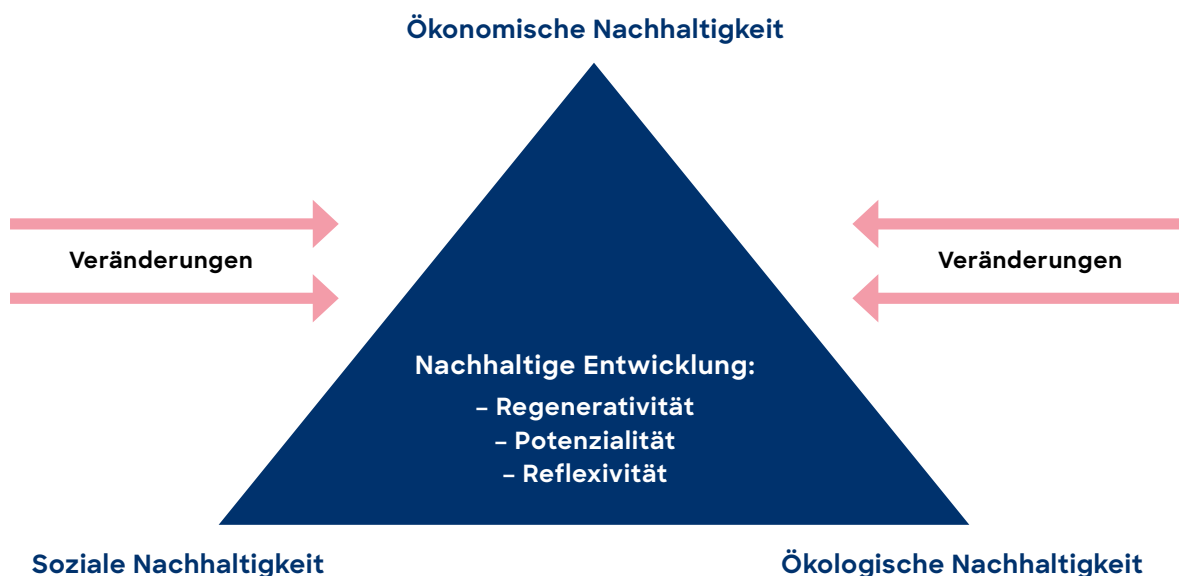 Ökonomische Nachhaltigkeit
Veränderungen
Veränderungen
Nachhaltige Entwicklung:
– Regenerativität
– Potenzialität
– Reflexivität
Soziale Nachhaltigkeit
Ökologische Nachhaltigkeit